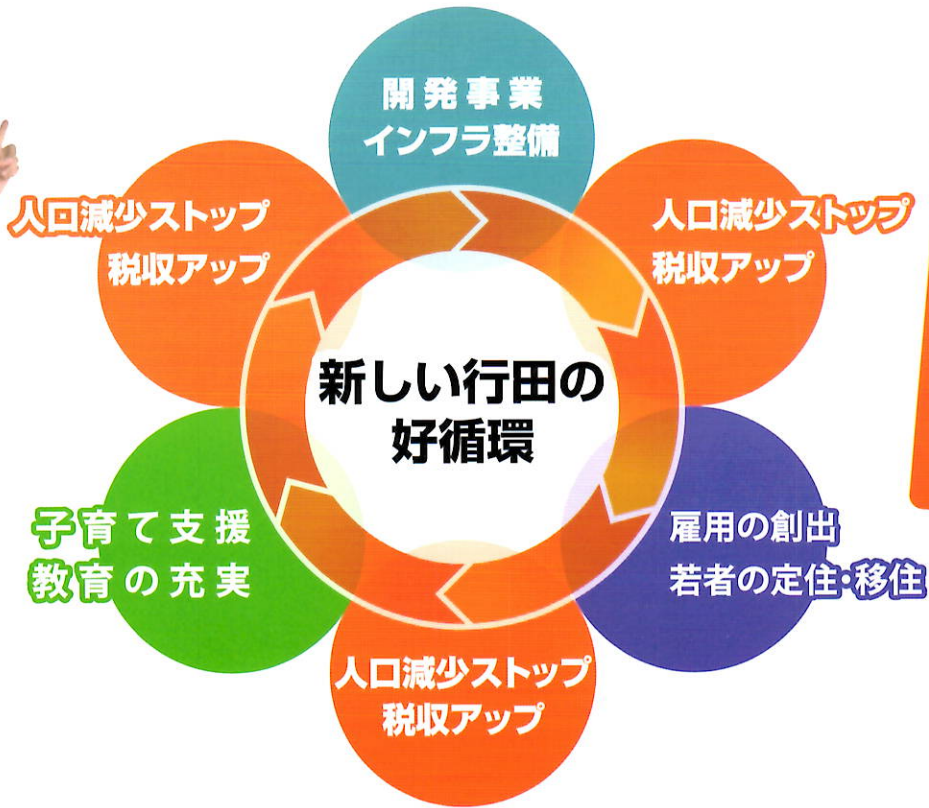 開発事業
インフラ整備
人口減少ストップ
税収アップ
人口減少ストップ
税収アップ
新しい行田の
好循環
子育て支援
教育の充実
雇用の創出
若者の定住・移住
人口減少ストップ
税収アップ